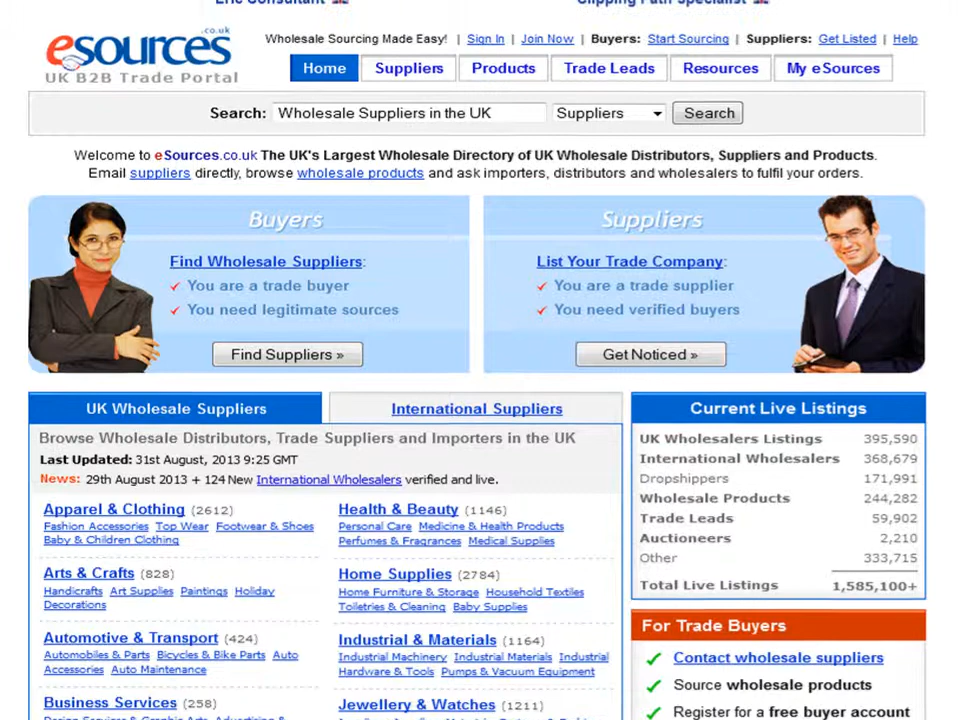 Eric Consultant
Clipping Path Specialist
esources
.co.uk
UK B2B Trade Portal
Wholesale Sourcing Made Easy! | Sign In | Join Now | Buyers: Start Sourcing | Suppliers: Get Listed | Help
Home Suppliers Products Trade Leads Resources My eSources
Search: Wholesale Suppliers in the UK Suppliers Search
Welcome to eSources.co.uk The UK's Largest Wholesale Directory of UK Wholesale Distributors, Suppliers and Products.
Email suppliers directly, browse wholesale products and ask importers, distributors and wholesalers to fulfil your orders.
Buyers
Find Wholesale Suppliers:
You are a trade buyer
You need legitimate sources
Find Suppliers »
Suppliers
List Your Trade Company:
You are a trade supplier
You need verified buyers
Get Noticed »
UK Wholesale Suppliers
International Suppliers
Browse Wholesale Distributors, Trade Suppliers and Importers in the UK
Last Updated: 31st August, 2013 9:25 GMT
News: 29th August 2013 + 124 New International Wholesalers verified and live.
Apparel & Clothing (2612)
Fashion Accessories Top Wear Footwear & Shoes
Baby & Children Clothing
Arts & Crafts (828)
Handicrafts Art Supplies Paintings Holiday
Decorations
Automotive & Transport (424)
Automobiles & Parts Bicycles & Bike Parts Auto
Accessories Auto Maintenance
Business Services (258)
Design Services & Graphic Arts Advertising &
Health & Beauty (1146)
Personal Care Medicine & Health Products
Perfumes & Fragrances Medical Supplies
Home Supplies (2784)
Home Furniture & Storage Household Textiles
Toiletries & Cleaning Baby Supplies
Industrial & Materials (1164)
Industrial Machinery Industrial Materials Industrial
Hardware & Tools Pumps & Vacuum Equipment
Jewellery & Watches (1211)
Current Live Listings
UK Wholesalers Listings 395,590
International Wholesalers 368,679
Dropshippers 171,991
Wholesale Products 244,282
Trade Leads 59,902
Auctioneers 2,210
Other 333,715
Total Live Listings 1,585,100+
For Trade Buyers
Contact wholesale suppliers
Source wholesale products
Register for a free buyer account